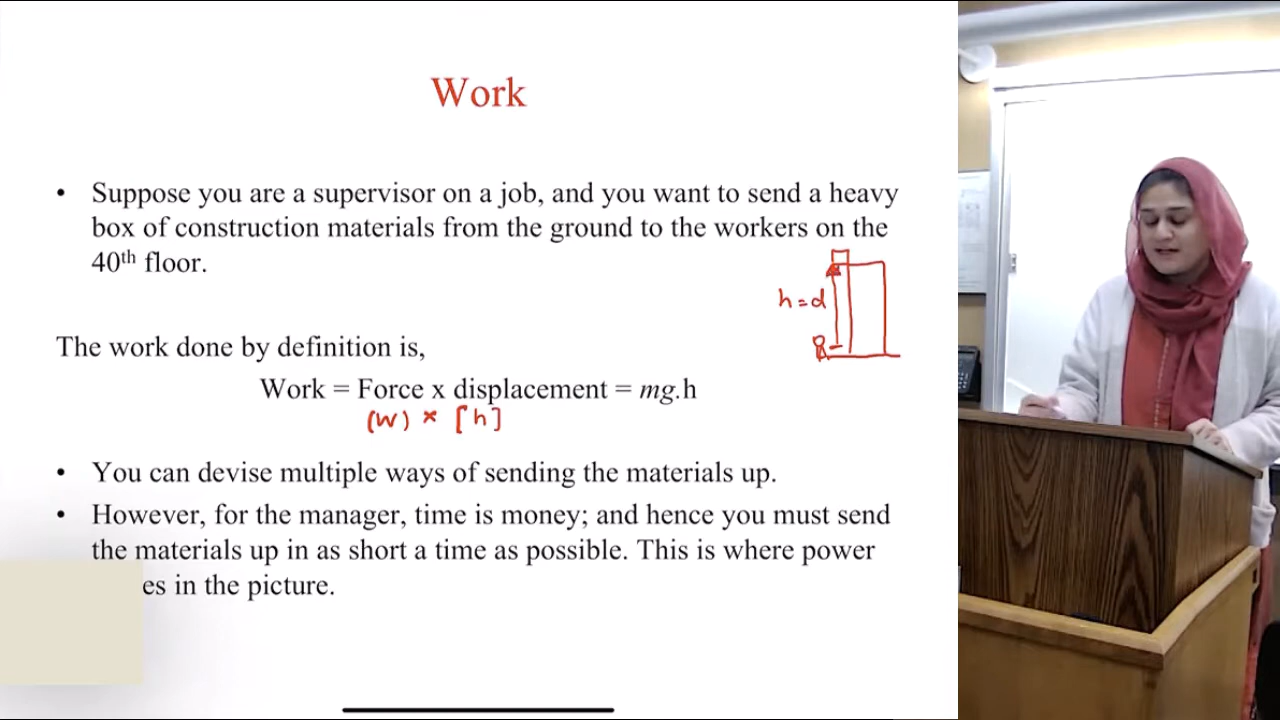 Work
• Suppose you are a supervisor on a job, and you want to send a heavy
box of construction materials from the ground to the workers on the
40th floor.
h=d
The work done by definition is,
Work = Force x displacement = mg.h
(W) × [h]
• You can devise multiple ways of sending the materials up.
• However, for the manager, time is money; and hence you must send
the materials up in as short a time as possible. This is where power
es in the picture.